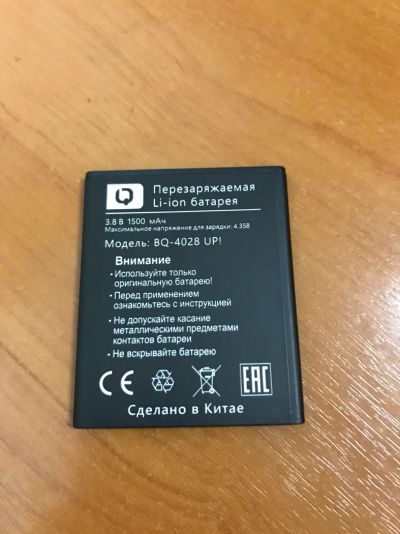 Q
Перезаряжаемая
Li-ion батарея
3.8 В 1500 мАч
Максимальное напряжение для зарядки: 4.35В
Модель: BQ-4028 UP!
Внимание
• Используйте только
оригинальную батарею!
• Перед применением
ознакомьтесь с инструкцией
• Не допускайте касание
металлическими предметами
контактов батареи
• Не вскрывайте батарею
CE EAC
Сделано в Китае